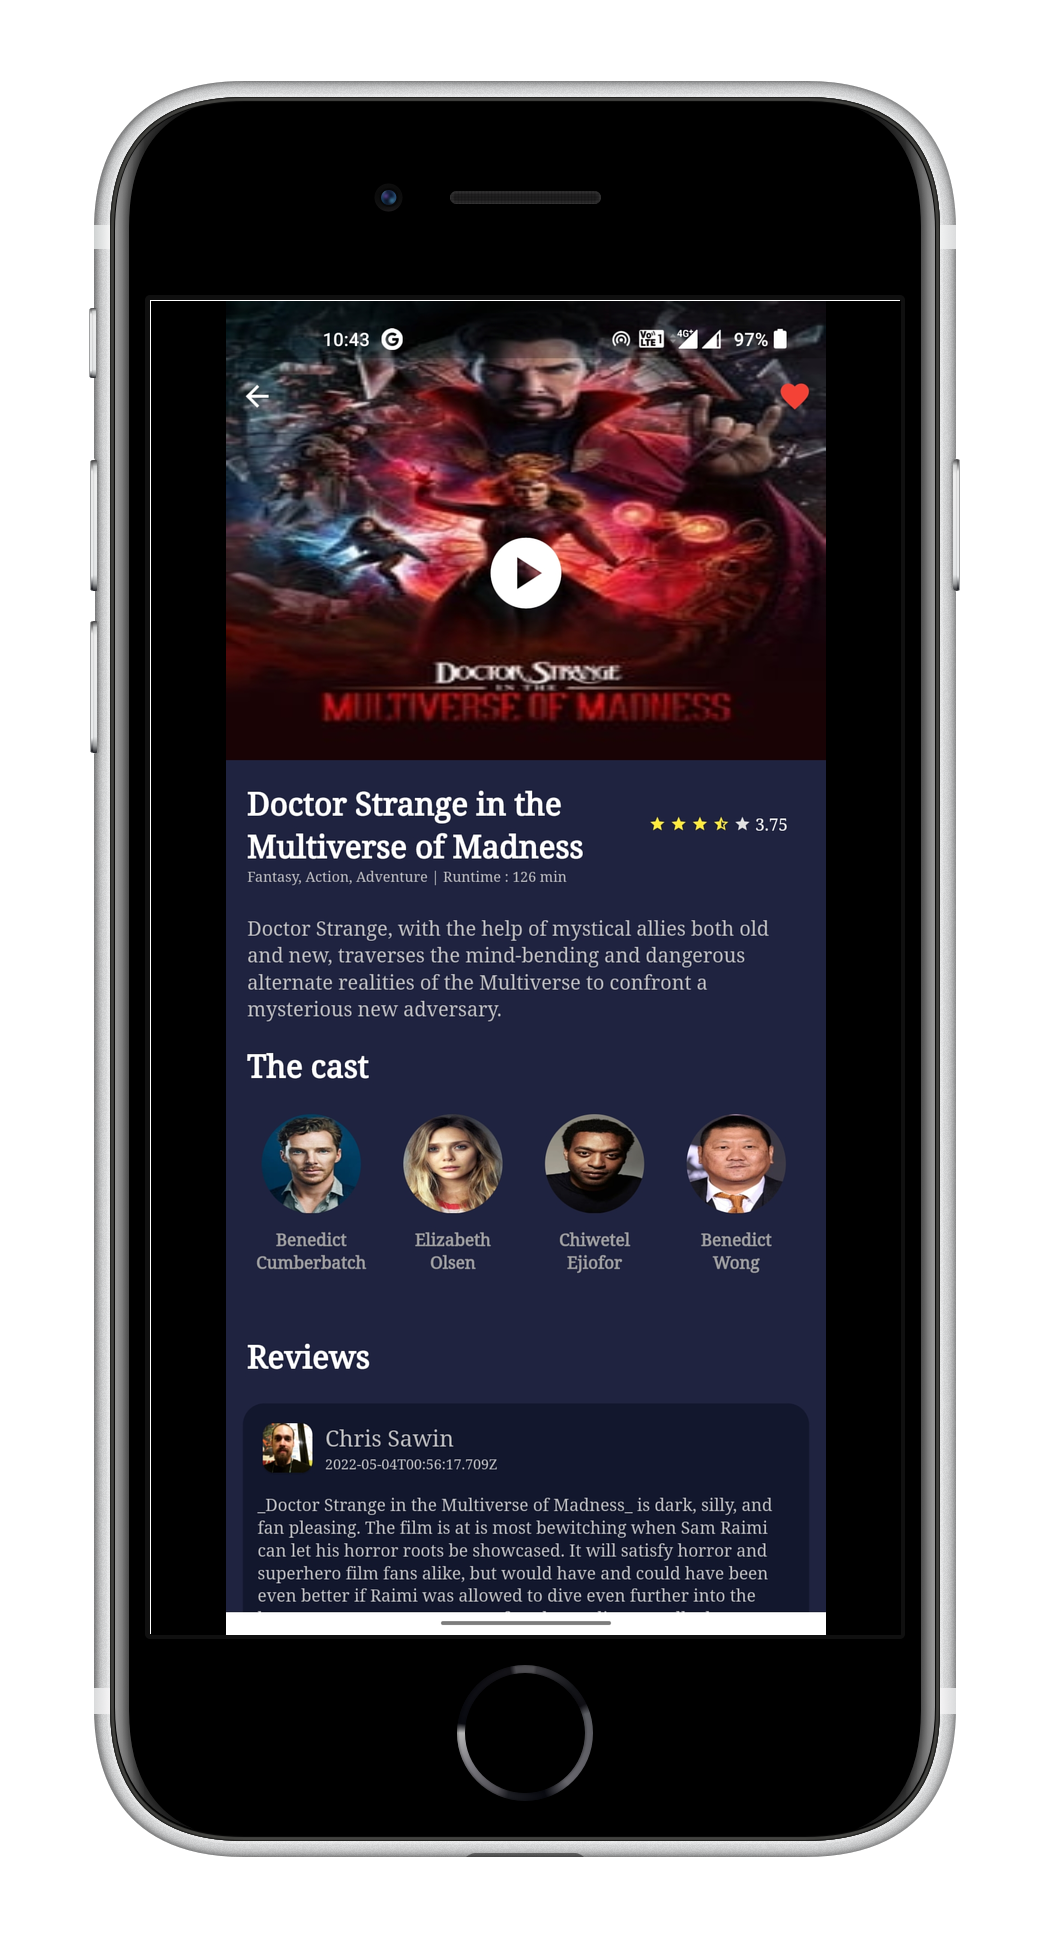 10:43 G VoLTE1 4G+ 97%
DOCTOR STRANGE
IN THE
MULTIVERSE OF MADNESS
Doctor Strange in the
Multiverse of Madness
3.75
Fantasy, Action, Adventure | Runtime : 126 min
Doctor Strange, with the help of mystical allies both old
and new, traverses the mind-bending and dangerous
alternate realities of the Multiverse to confront a
mysterious new adversary.
The cast
Benedict
Cumberbatch
Elizabeth
Olsen
Chiwetel
Ejiofor
Benedict
Wong
Reviews
Chris Sawin
2022-05-04T00:56:17.709Z
_Doctor Strange in the Multiverse of Madness_ is dark, silly, and
fan pleasing. The film is at is most bewitching when Sam Raimi
can let his horror roots be showcased. It will satisfy horror and
superhero film fans alike, but would have and could have been
even better if Raimi was allowed to dive even further into the